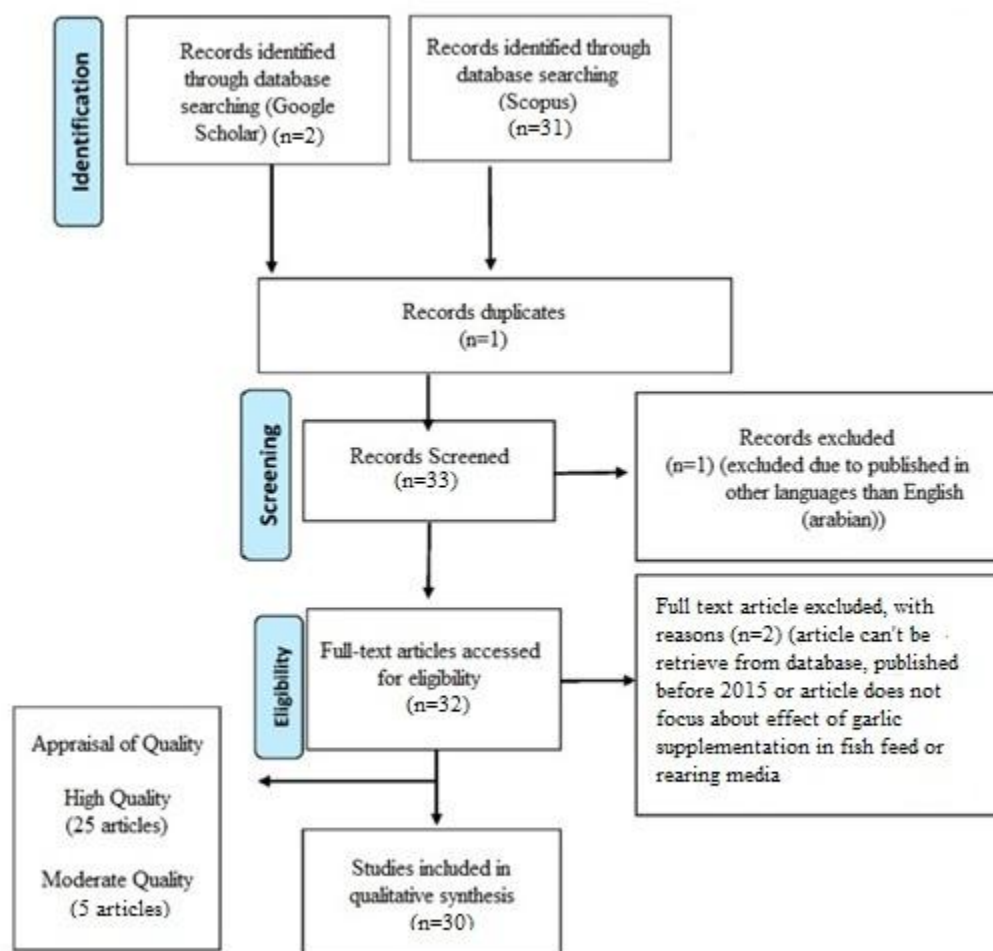 Identification
Records identified
through database
searching (Google
Scholar) (n=2)
Records identified through
database searching
(Scopus)
(n=31)
Records duplicates
(n=1)
Screening
Records Screened
(n=33)
Records excluded
(n=1) (excluded due to published in
other languages than English
(arabian))
Eligibility
Full-text articles accessed
for eligibility
(n=32)
Full text article excluded, with
reasons (n=2) (article can't be
retrieve from database, published
before 2015 or article does not
focus about effect of garlic
supplementation in fish feed or
rearing media
Appraisal of Quality
High Quality
(25 articles)
Moderate Quality
(5 articles)
Studies included in
qualitative synthesis
(n=30)